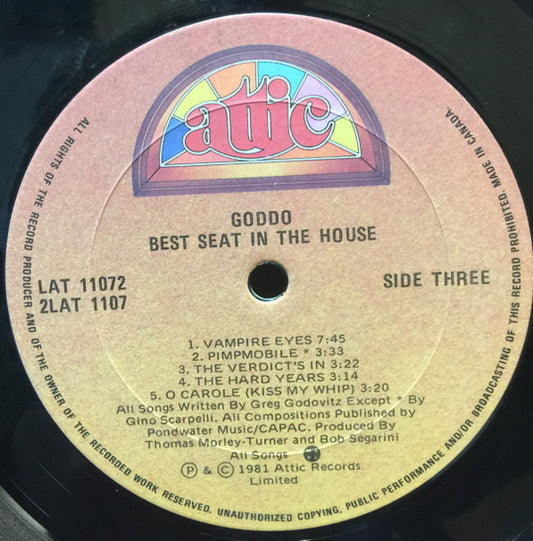 attic
GODDO
BEST SEAT IN THE HOUSE
LAT 11072
2LAT 1107
SIDE THREE
1. VAMPIRE EYES 7:45
2. PIMPMOBILE * 3:33
3. THE VERDICT'S IN 3:22
4. THE HARD YEARS 3:14
5. O CAROLE (KISS MY WHIP) 3:20
All Songs Written By Greg Godovitz Except * By
Gino Scarpelli. All Compositions Published by
Pondwater Music/CAPAC. Produced By
Thomas Morley-Turner and Bob Segarini
All Songs
Ⓟ & © 1981 Attic Records
Limited
ALL RIGHTS OF THE RECORD PRODUCER AND OF THE OWNER OF THE RECORDED WORK RESERVED. UNAUTHORIZED COPYING, PUBLIC PERFORMANCE AND/OR BROADCASTING OF THIS RECORD PROHIBITED. MADE IN CANADA.